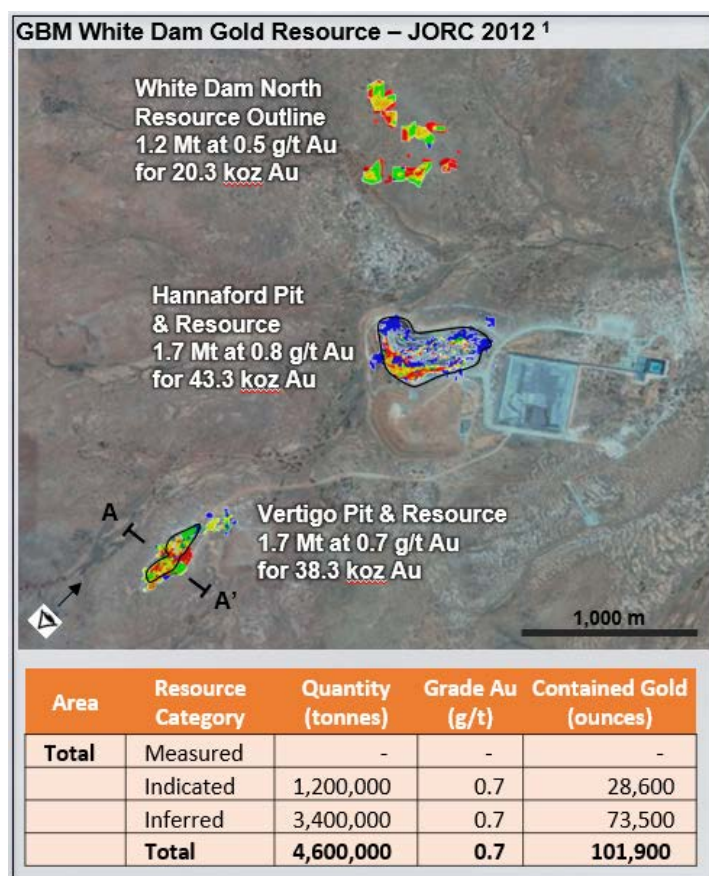 GBM White Dam Gold Resource – JORC 2012 ¹
White Dam North
Resource Outline
1.2 Mt at 0.5 g/t Au
for 20.3 koz Au
Hannaford Pit
& Resource
1.7 Mt at 0.8 g/t Au
for 43.3 koz Au
Vertigo Pit & Resource
1.7 Mt at 0.7 g/t Au
for 38.3 koz Au
A
A'
1,000 m
Area Resource Category Quantity (tonnes) Grade Au (g/t) Contained Gold (ounces)
Total Measured - - -
Indicated 1,200,000 0.7 28,600
Inferred 3,400,000 0.7 73,500
Total 4,600,000 0.7 101,900